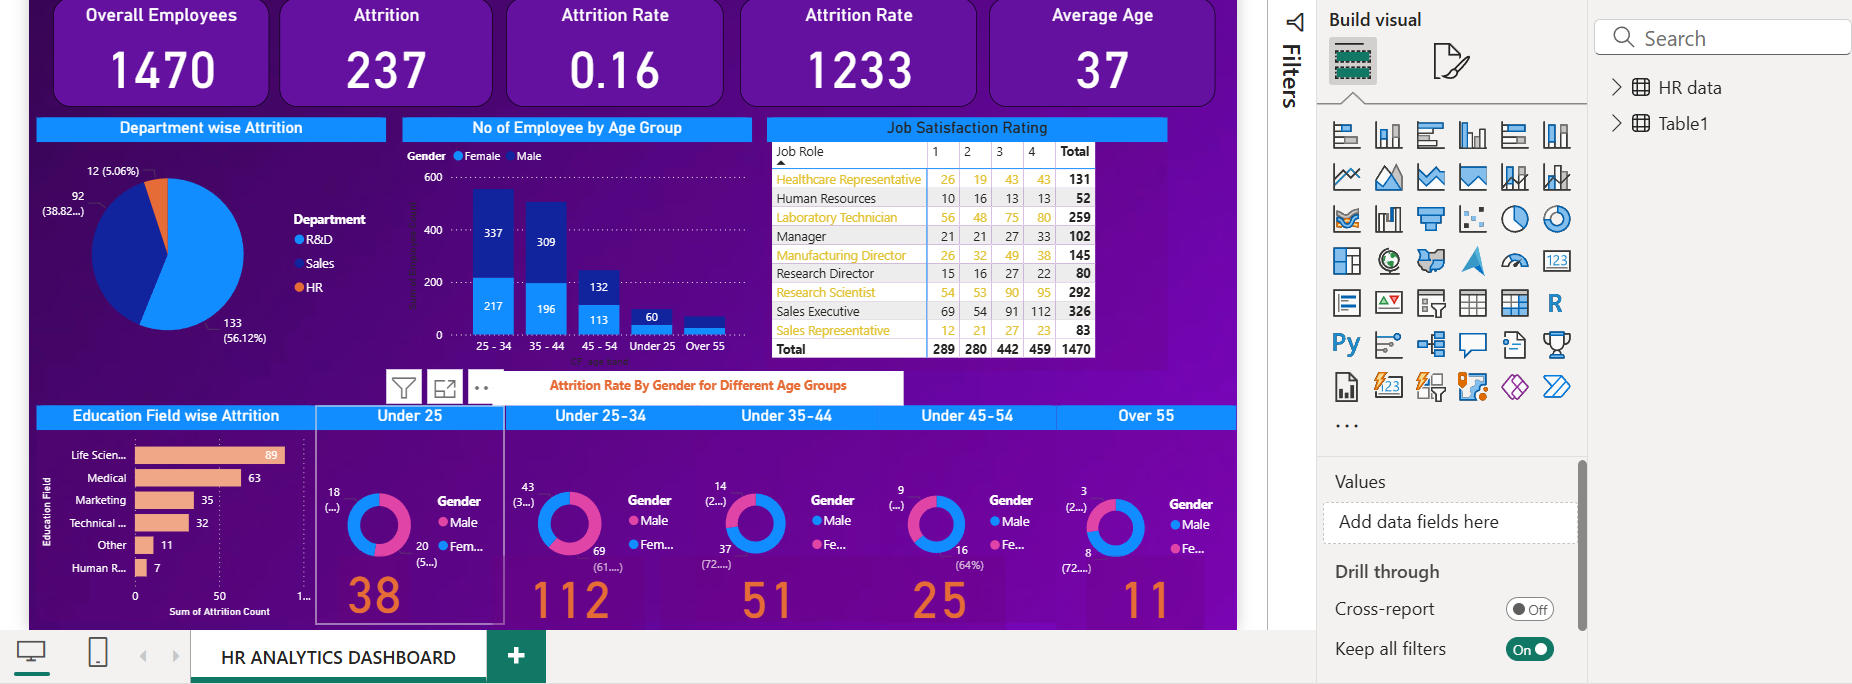 Overall Employees
1470
Attrition
237
Attrition Rate
0.16
Attrition Rate
1233
Average Age
37
Department wise Attrition
12 (5.06%)
92
(38.82...)
133
(56.12%)
Department
R&D
Sales
HR
No of Employee by Age Group
Gender Female Male
600
400
200
0
337
217
309
196
132
113
60
25 - 34 35 - 44 45 - 54 Under 25 Over 55
Job Satisfaction Rating
Job Role 1 2 3 4 Total
Healthcare Representative 26 19 43 43 131
Human Resources 10 16 13 13 52
Laboratory Technician 56 48 75 80 259
Manager 21 21 27 33 102
Manufacturing Director 26 32 49 38 145
Research Director 15 16 27 22 80
Research Scientist 54 53 90 95 292
Sales Executive 69 54 91 112 326
Sales Representative 12 21 27 23 83
Total 289 280 442 459 1470
Attrition Rate By Gender for Different Age Groups
Education Field wise Attrition
Education Field
Life Scien... 89
Medical 63
Marketing 35
Technical ... 32
Other 11
Human R... 7
0 50 1...
Sum of Attrition Count
Under 25
18
(...)
20
(5...)
Gender
Male
Fem...
38
Under 25-34
43
(3...)
69
(61....)
Gender
Male
Fem...
112
Under 35-44
14
(2...)
37
(72....)
Gender
Male
Fe...
51
Under 45-54
9
(...)
16
(64%)
Gender
Male
Fe...
25
Over 55
3
(2...)
8
(72....)
Gender
Male
Fe...
11
HR ANALYTICS DASHBOARD
+
Filters
Build visual
123
R
Py
123
...
Values
Add data fields here
Drill through
Cross-report Off
Keep all filters On
Search
HR data
Table1